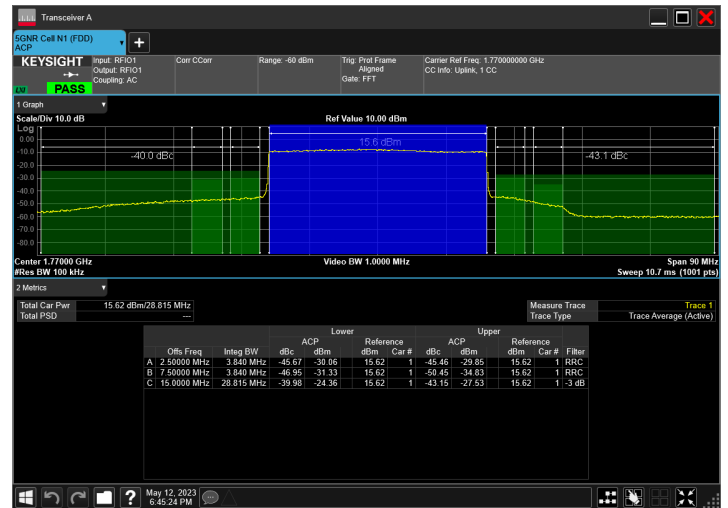 Transceiver A
5GNR Cell N1 (FDD)
ACP
KEYSIGHT
LXI
PASS
Input: RFIO1
Output: RFIO1
Coupling: AC
Corr CCorr
Range: -60 dBm
Trig: Prot Frame
Aligned
Gate: FFT
Carrier Ref Freq: 1.770000000 GHz
CC Info: Uplink, 1 CC
1 Graph
Scale/Div 10.0 dB
Ref Value 10.00 dBm
Log
0.00
-10.0
-20.0
-30.0
-40.0
-50.0
-60.0
-70.0
-80.0
-40.0 dBc
15.6 dBm
-43.1 dBc
Center 1.77000 GHz
Video BW 1.0000 MHz
Span 90 MHz
#Res BW 100 kHz
Sweep 10.7 ms (1001 pts)
2 Metrics
Total Car Pwr 15.62 dBm/28.815 MHz
Total PSD ---
Measure Trace Trace 1
Trace Type Trace Average (Active)
Lower Upper
ACP Reference ACP Reference
Offs Freq Integ BW dBc dBm dBm Car # dBc dBm dBm Car # Filter
A 2.50000 MHz 3.840 MHz -45.67 -30.06 15.62 1 -45.46 -29.85 15.62 1 RRC
B 7.50000 MHz 3.840 MHz -46.95 -31.33 15.62 1 -50.45 -34.83 15.62 1 RRC
C 15.0000 MHz 28.815 MHz -39.98 -24.36 15.62 1 -43.15 -27.53 15.62 1 -3 dB
May 12, 2023
6:45:24 PM